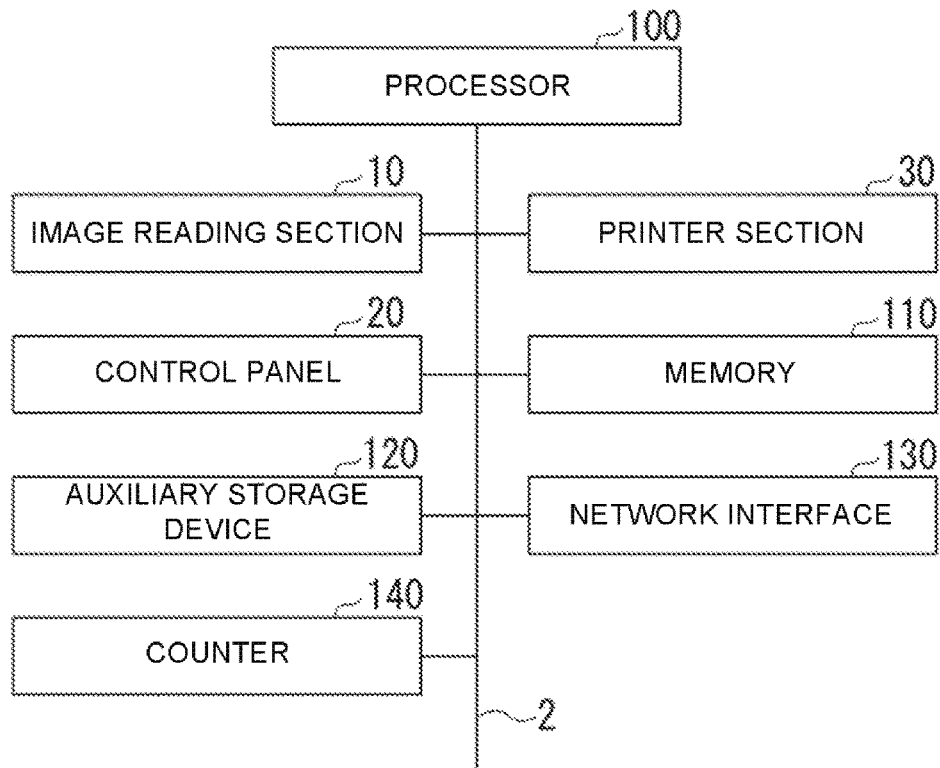 100
PROCESSOR
10
30
IMAGE READING SECTION
PRINTER SECTION
20
110
CONTROL PANEL
MEMORY
120
130
AUXILIARY STORAGE
DEVICE
NETWORK INTERFACE
140
COUNTER
2